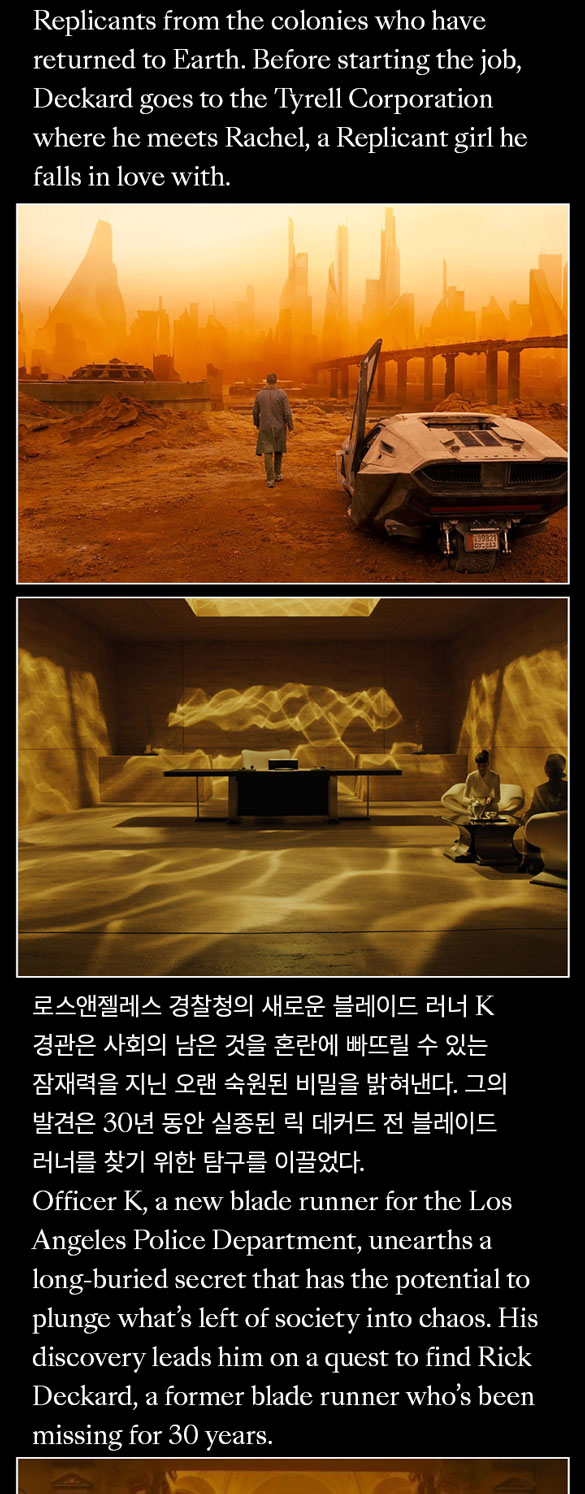 Replicants from the colonies who have
returned to Earth. Before starting the job,
Deckard goes to the Tyrell Corporation
where he meets Rachel, a Replicant girl he
falls in love with.
로스앤젤레스 경찰청의 새로운 블레이드 러너 K
경관은 사회의 남은 것을 혼란에 빠뜨릴 수 있는
잠재력을 지닌 오랜 숙원된 비밀을 밝혀낸다. 그의
발견은 30년 동안 실종된 릭 데커드 전 블레이드
러너를 찾기 위한 탐구를 이끌었다.
Officer K, a new blade runner for the Los
Angeles Police Department, unearths a
long-buried secret that has the potential to
plunge what’s left of society into chaos. His
discovery leads him on a quest to find Rick
Deckard, a former blade runner who’s been
missing for 30 years.